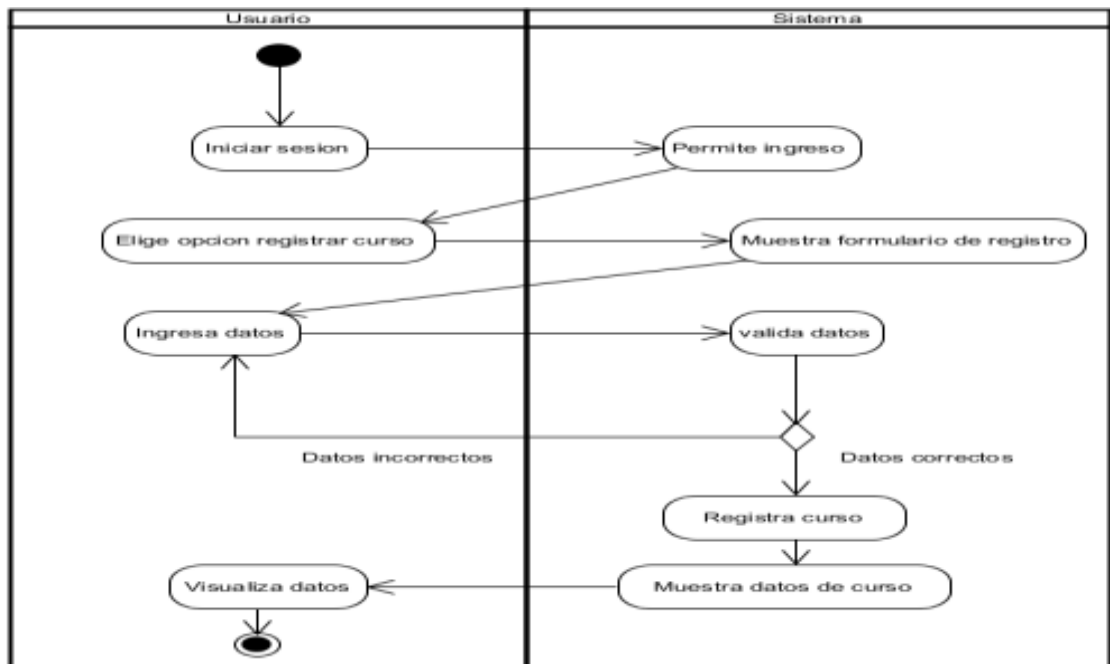 Usuario
Sistema
Iniciar sesion
Permite ingreso
Elige opcion registrar curso
Muestra formulario de registro
Ingresa datos
valida datos
Datos incorrectos
Datos correctos
Registra curso
Visualiza datos
Muestra datos de curso